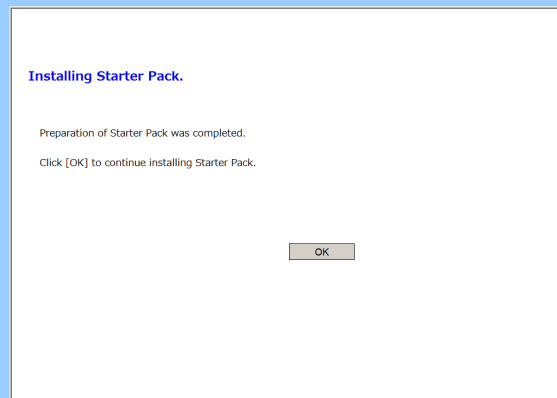 Installing Starter Pack.
Preparation of Starter Pack was completed.
Click [OK] to continue installing Starter Pack.
OK